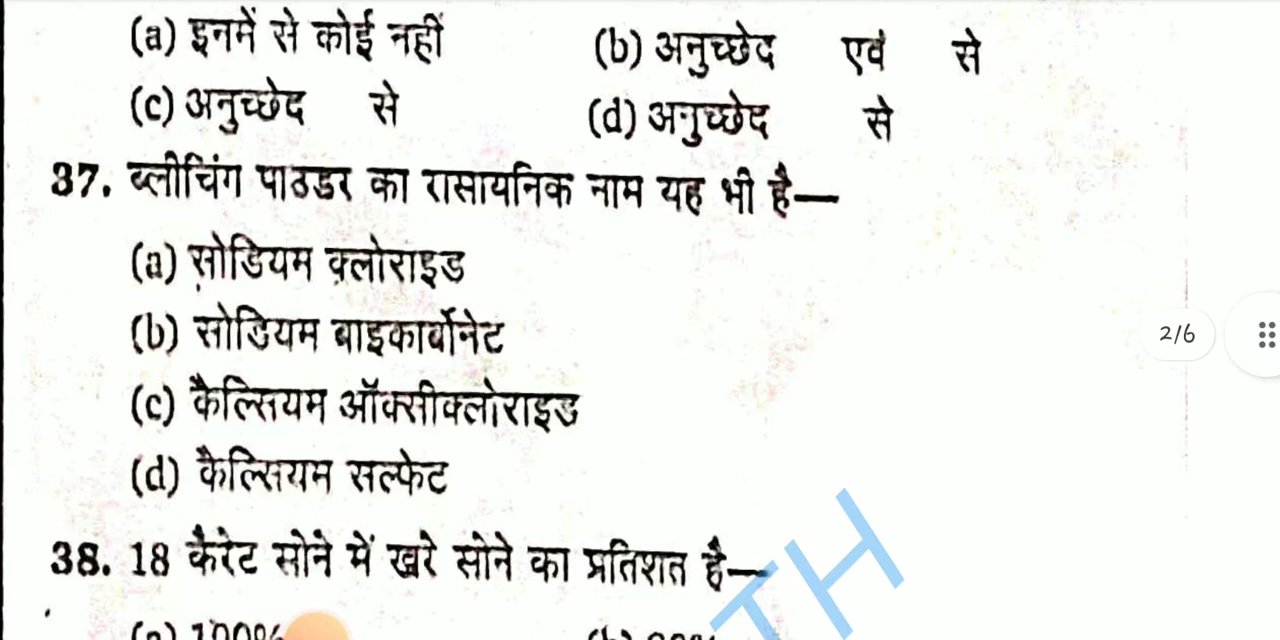 (a) इनमें से कोई नहीं (b) अनुच्छेद एवं से
(c) अनुच्छेद से (d) अनुच्छेद से
37. ब्लीचिंग पाउडर का रासायनिक नाम यह भी है—
(a) सोडियम क्लोराइड
(b) सोडियम बाइकार्बोनेट
(c) कैल्सियम ऑक्सीक्लोराइड
(d) कैल्सियम सल्फेट
2/6
38. 18 कैरेट सोने में खरे सोने का प्रतिशत है—
(a) 100%
TH